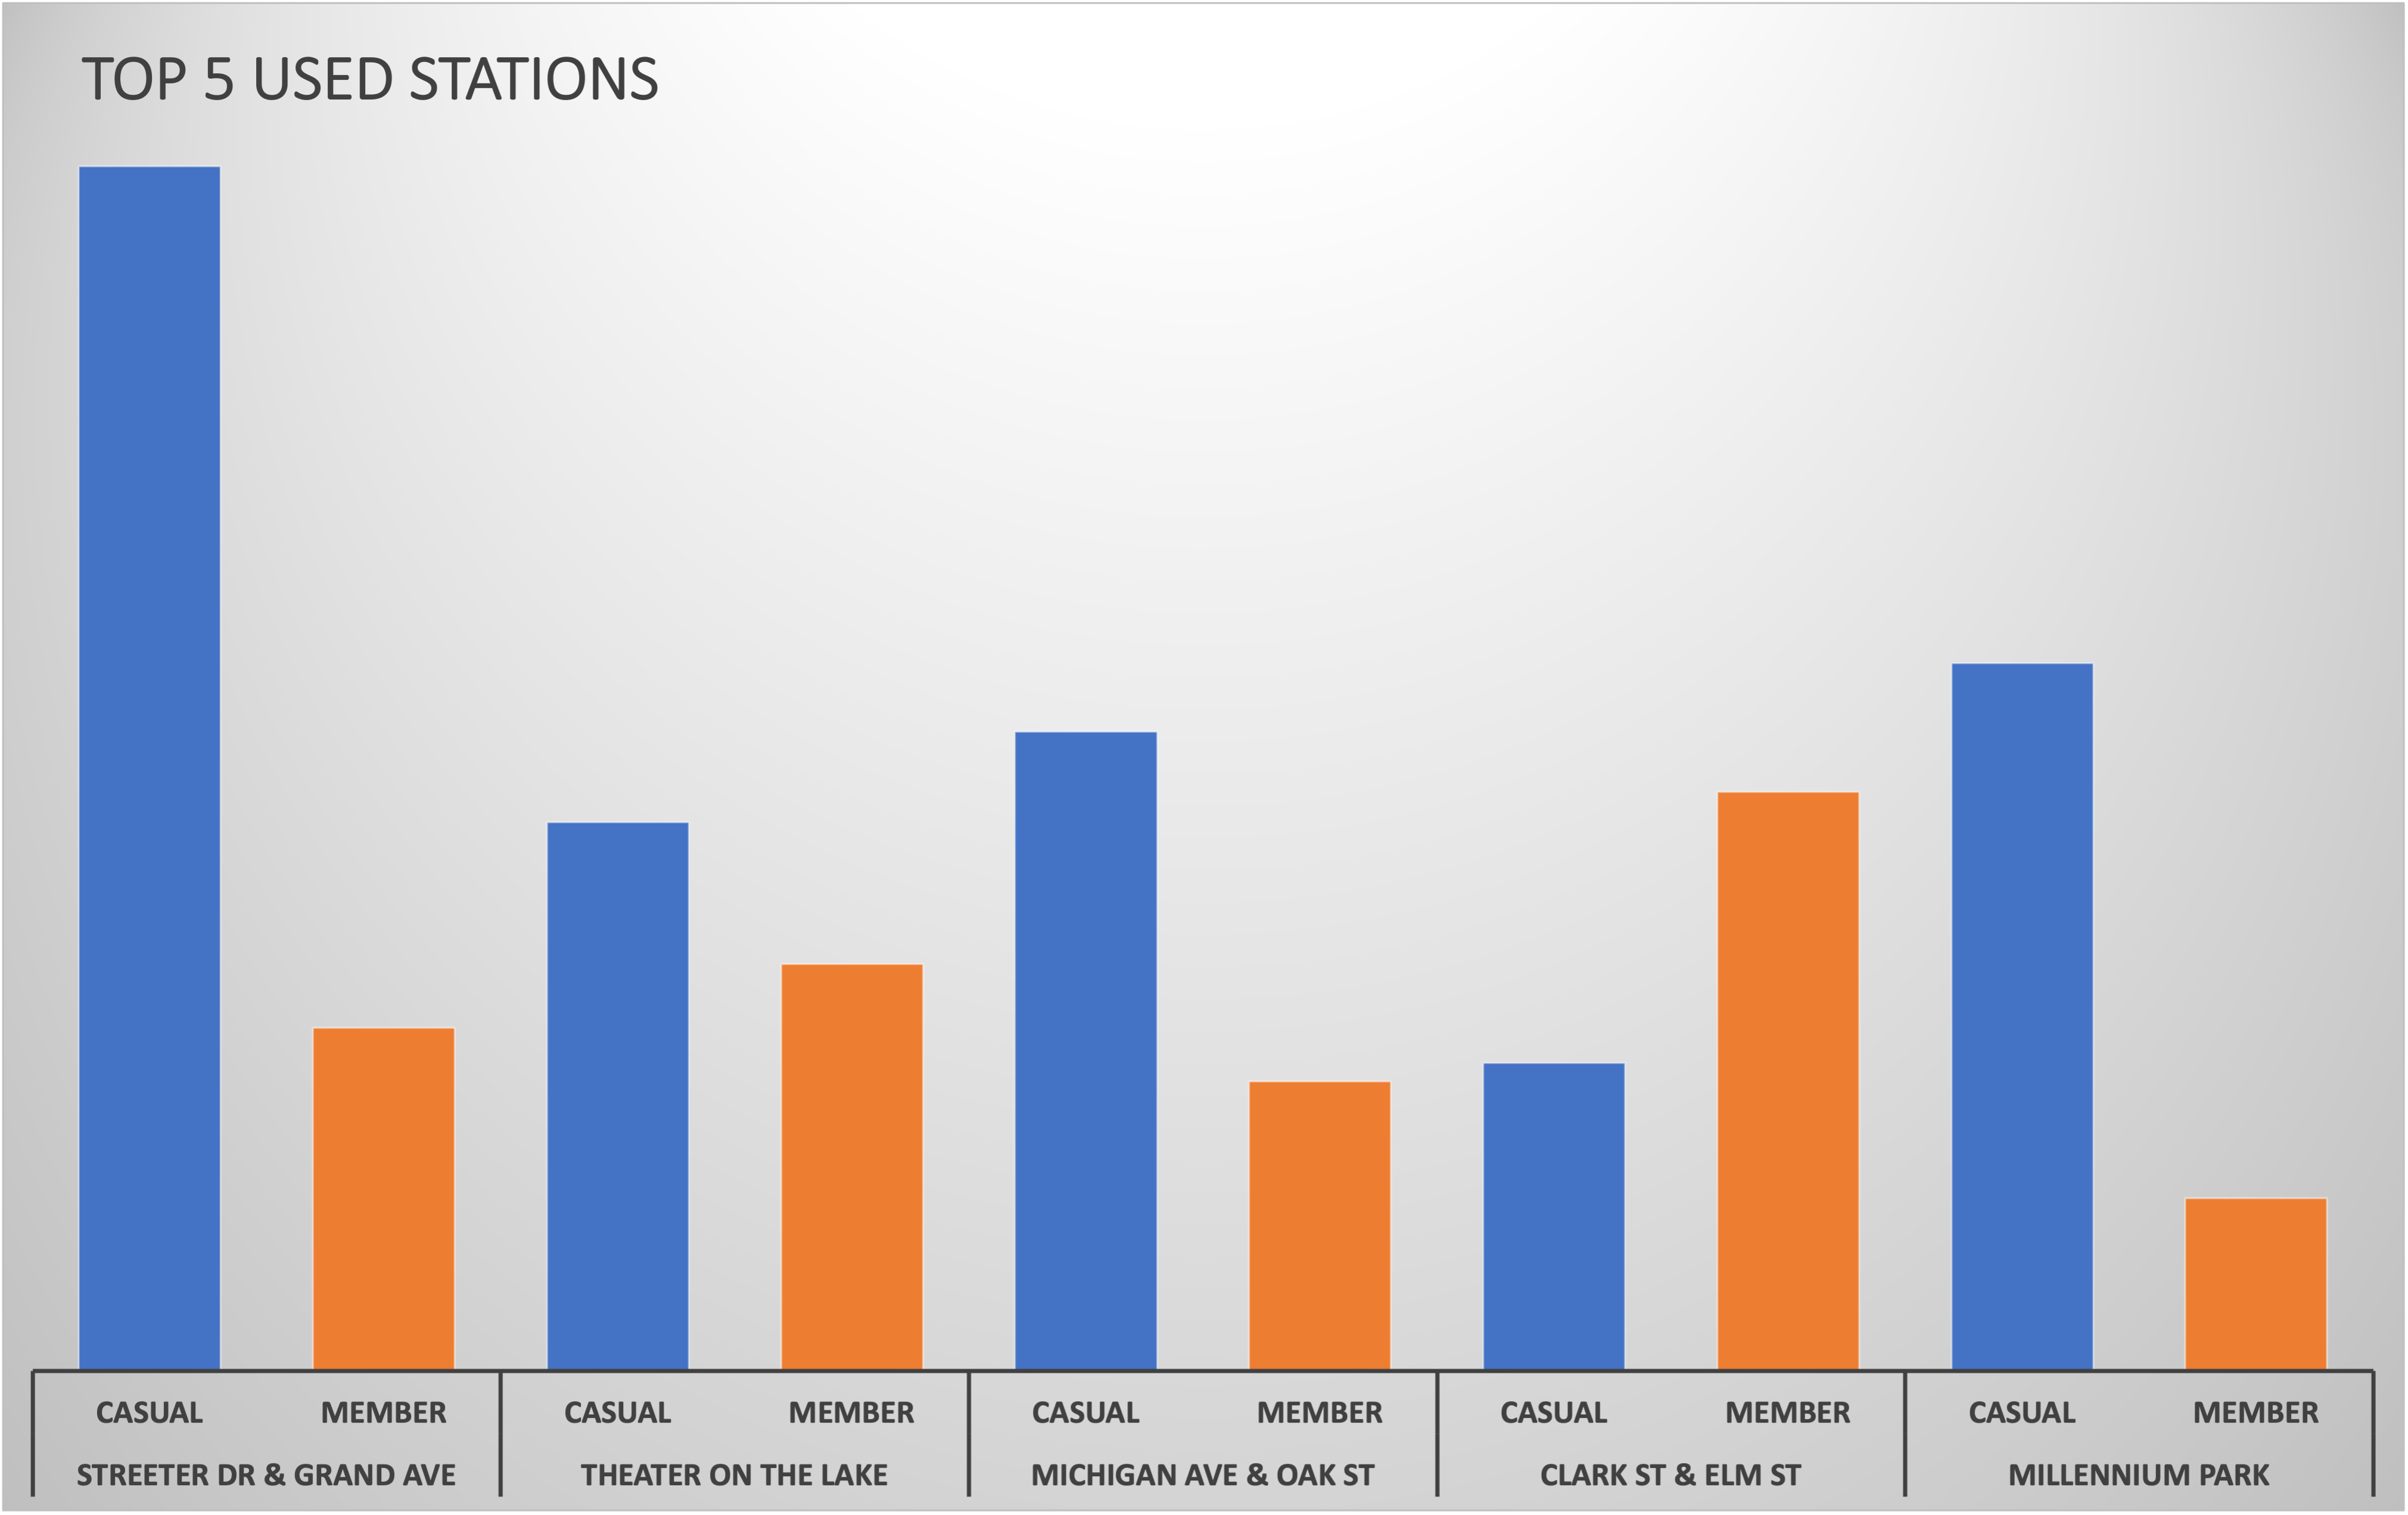 TOP 5 USED STATIONS
CASUAL MEMBER CASUAL MEMBER CASUAL MEMBER CASUAL MEMBER CASUAL MEMBER
STREETER DR & GRAND AVE THEATER ON THE LAKE MICHIGAN AVE & OAK ST CLARK ST & ELM ST MILLENNIUM PARK